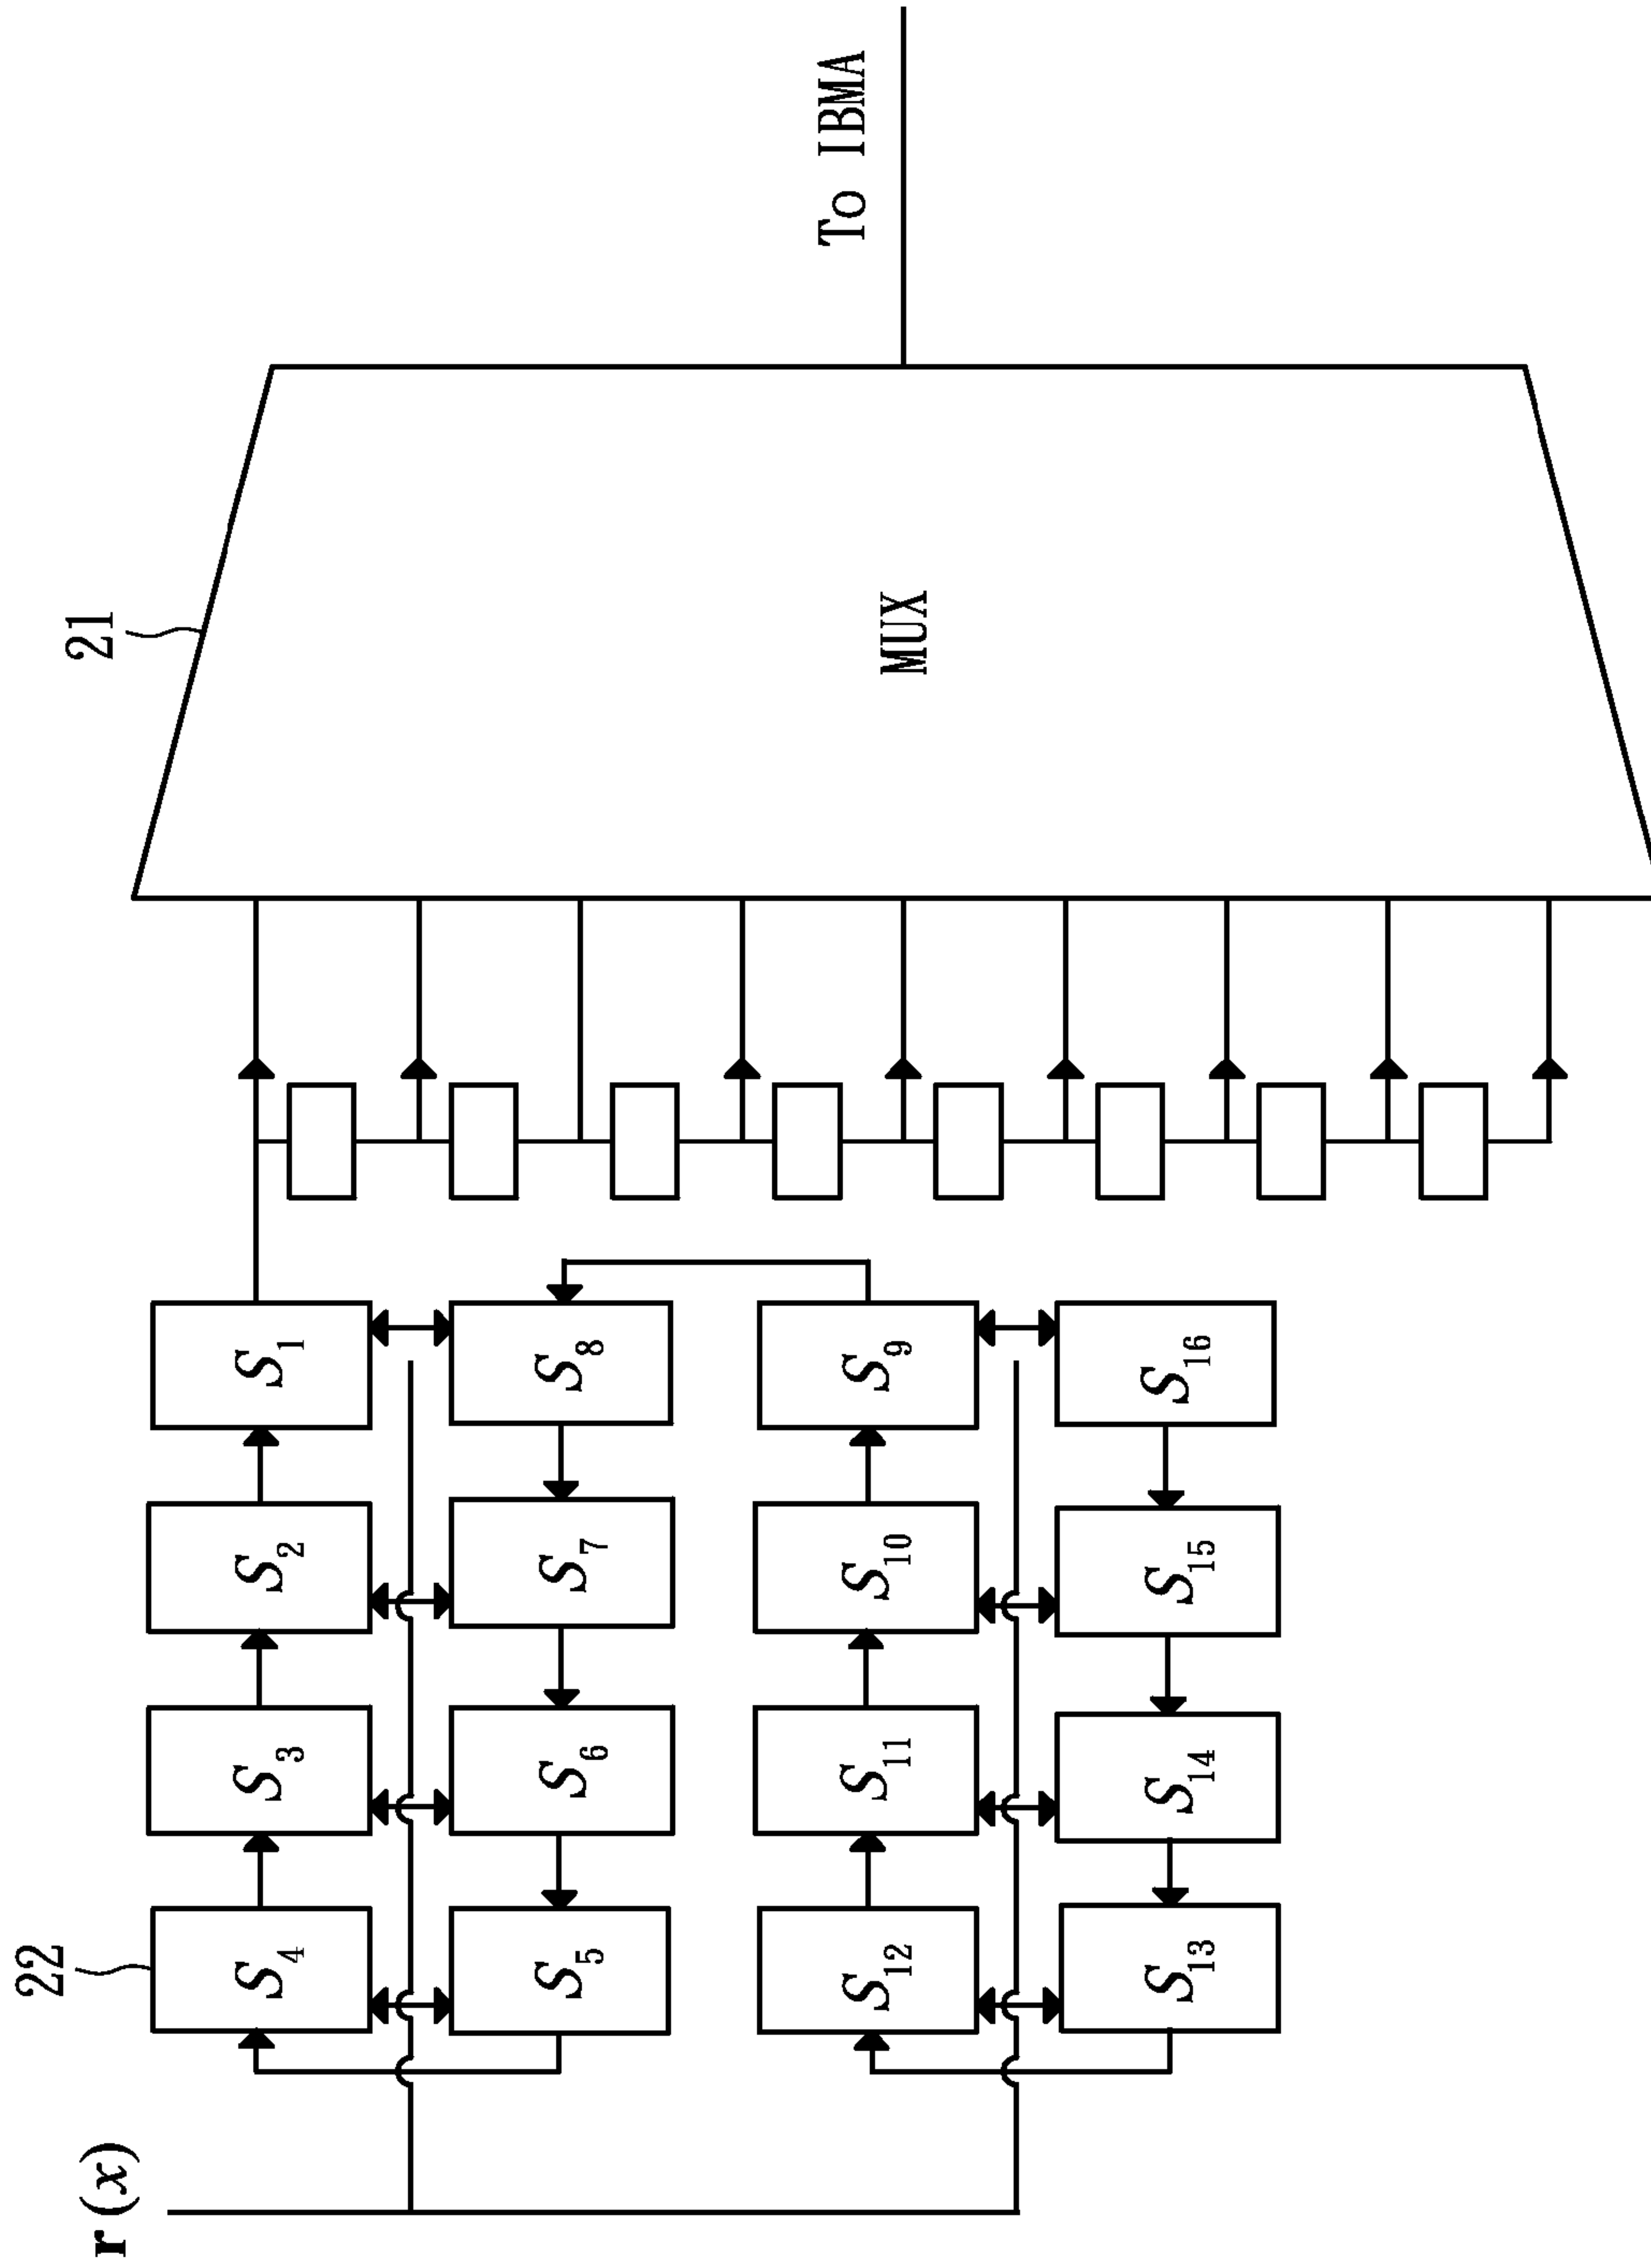 r(x)
22
21
S4
S3
S2
S1
S5
S6
S7
S8
S12
S11
S10
S9
S13
S14
S15
S16
MUX
To IBMA